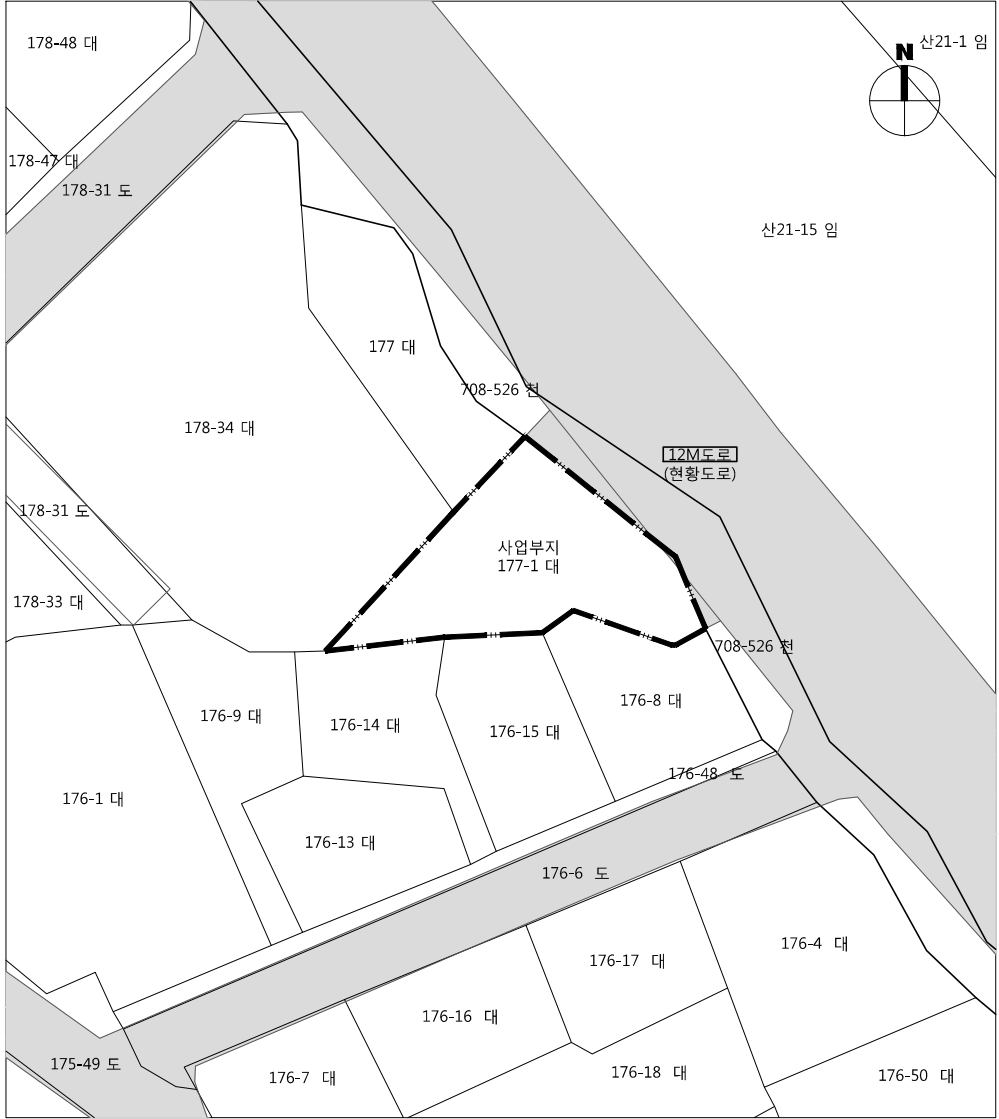 178-48 대
N
산21-1 임
178-47 대
178-31 도
산21-15 임
177 대
708-526 천
178-34 대
12M도로
(현황도로)
178-31 도
사업부지
177-1 대
178-33 대
708-526 천
176-9 대
176-14 대
176-15 대
176-8 대
176-48 도
176-1 대
176-13 대
176-6 도
176-4 대
176-17 대
176-16 대
175-49 도
176-7 대
176-18 대
176-50 대